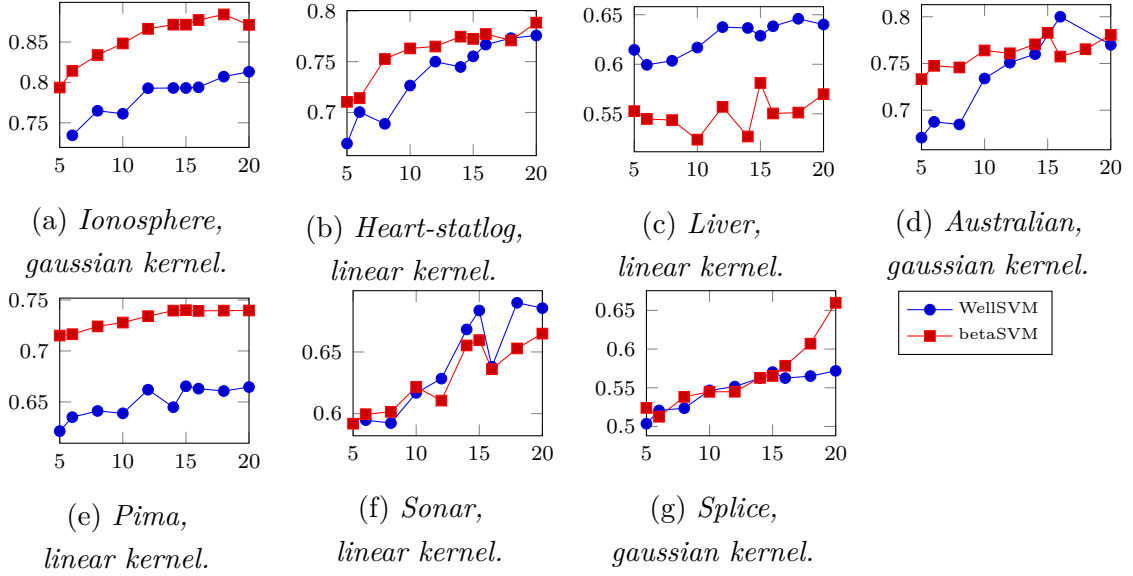 0.85
0.8
0.75
5 10 15 20
(a) Ionosphere,
gaussian kernel.
0.8
0.75
0.7
5 10 15 20
(b) Heart-statlog,
linear kernel.
0.65
0.6
0.55
5 10 15 20
(c) Liver,
linear kernel.
0.8
0.75
0.7
5 10 15 20
(d) Australian,
gaussian kernel.
0.75
0.7
0.65
5 10 15 20
(e) Pima,
linear kernel.
0.65
0.6
5 10 15 20
(f) Sonar,
linear kernel.
0.65
0.6
0.55
0.5
5 10 15 20
(g) Splice,
gaussian kernel.
WellSVM
betaSVM